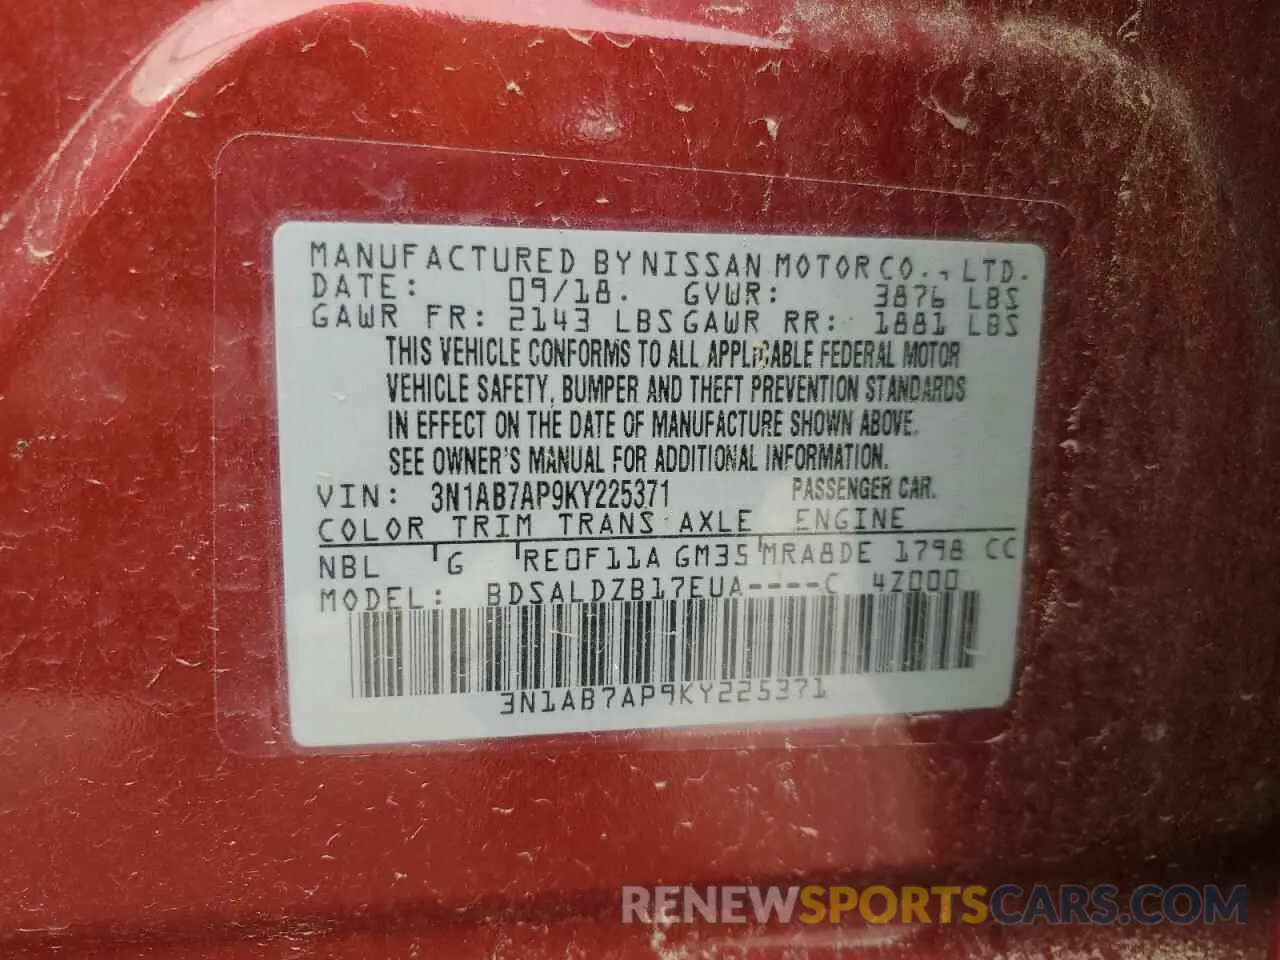 MANUFACTURED BY NISSAN MOTOR CO., LTD.
DATE: 09/18. GVWR: 3876 LBS
GAWR FR: 2143 LBS GAWR RR: 1881 LBS
THIS VEHICLE CONFORMS TO ALL APPLICABLE FEDERAL MOTOR
VEHICLE SAFETY, BUMPER AND THEFT PREVENTION STANDARDS
IN EFFECT ON THE DATE OF MANUFACTURE SHOWN ABOVE.
SEE OWNER'S MANUAL FOR ADDITIONAL INFORMATION.
VIN: 3N1AB7AP9KY225371 PASSENGER CAR.
COLOR TRIM TRANS AXLE ENGINE
NBL G RE0F11A GM35 MRA8DE 1798 CC
MODEL: BDSALDZB17EUA----C 4Z000
3N1AB7AP9KY225371
RENEWSPORTSCARS.COM